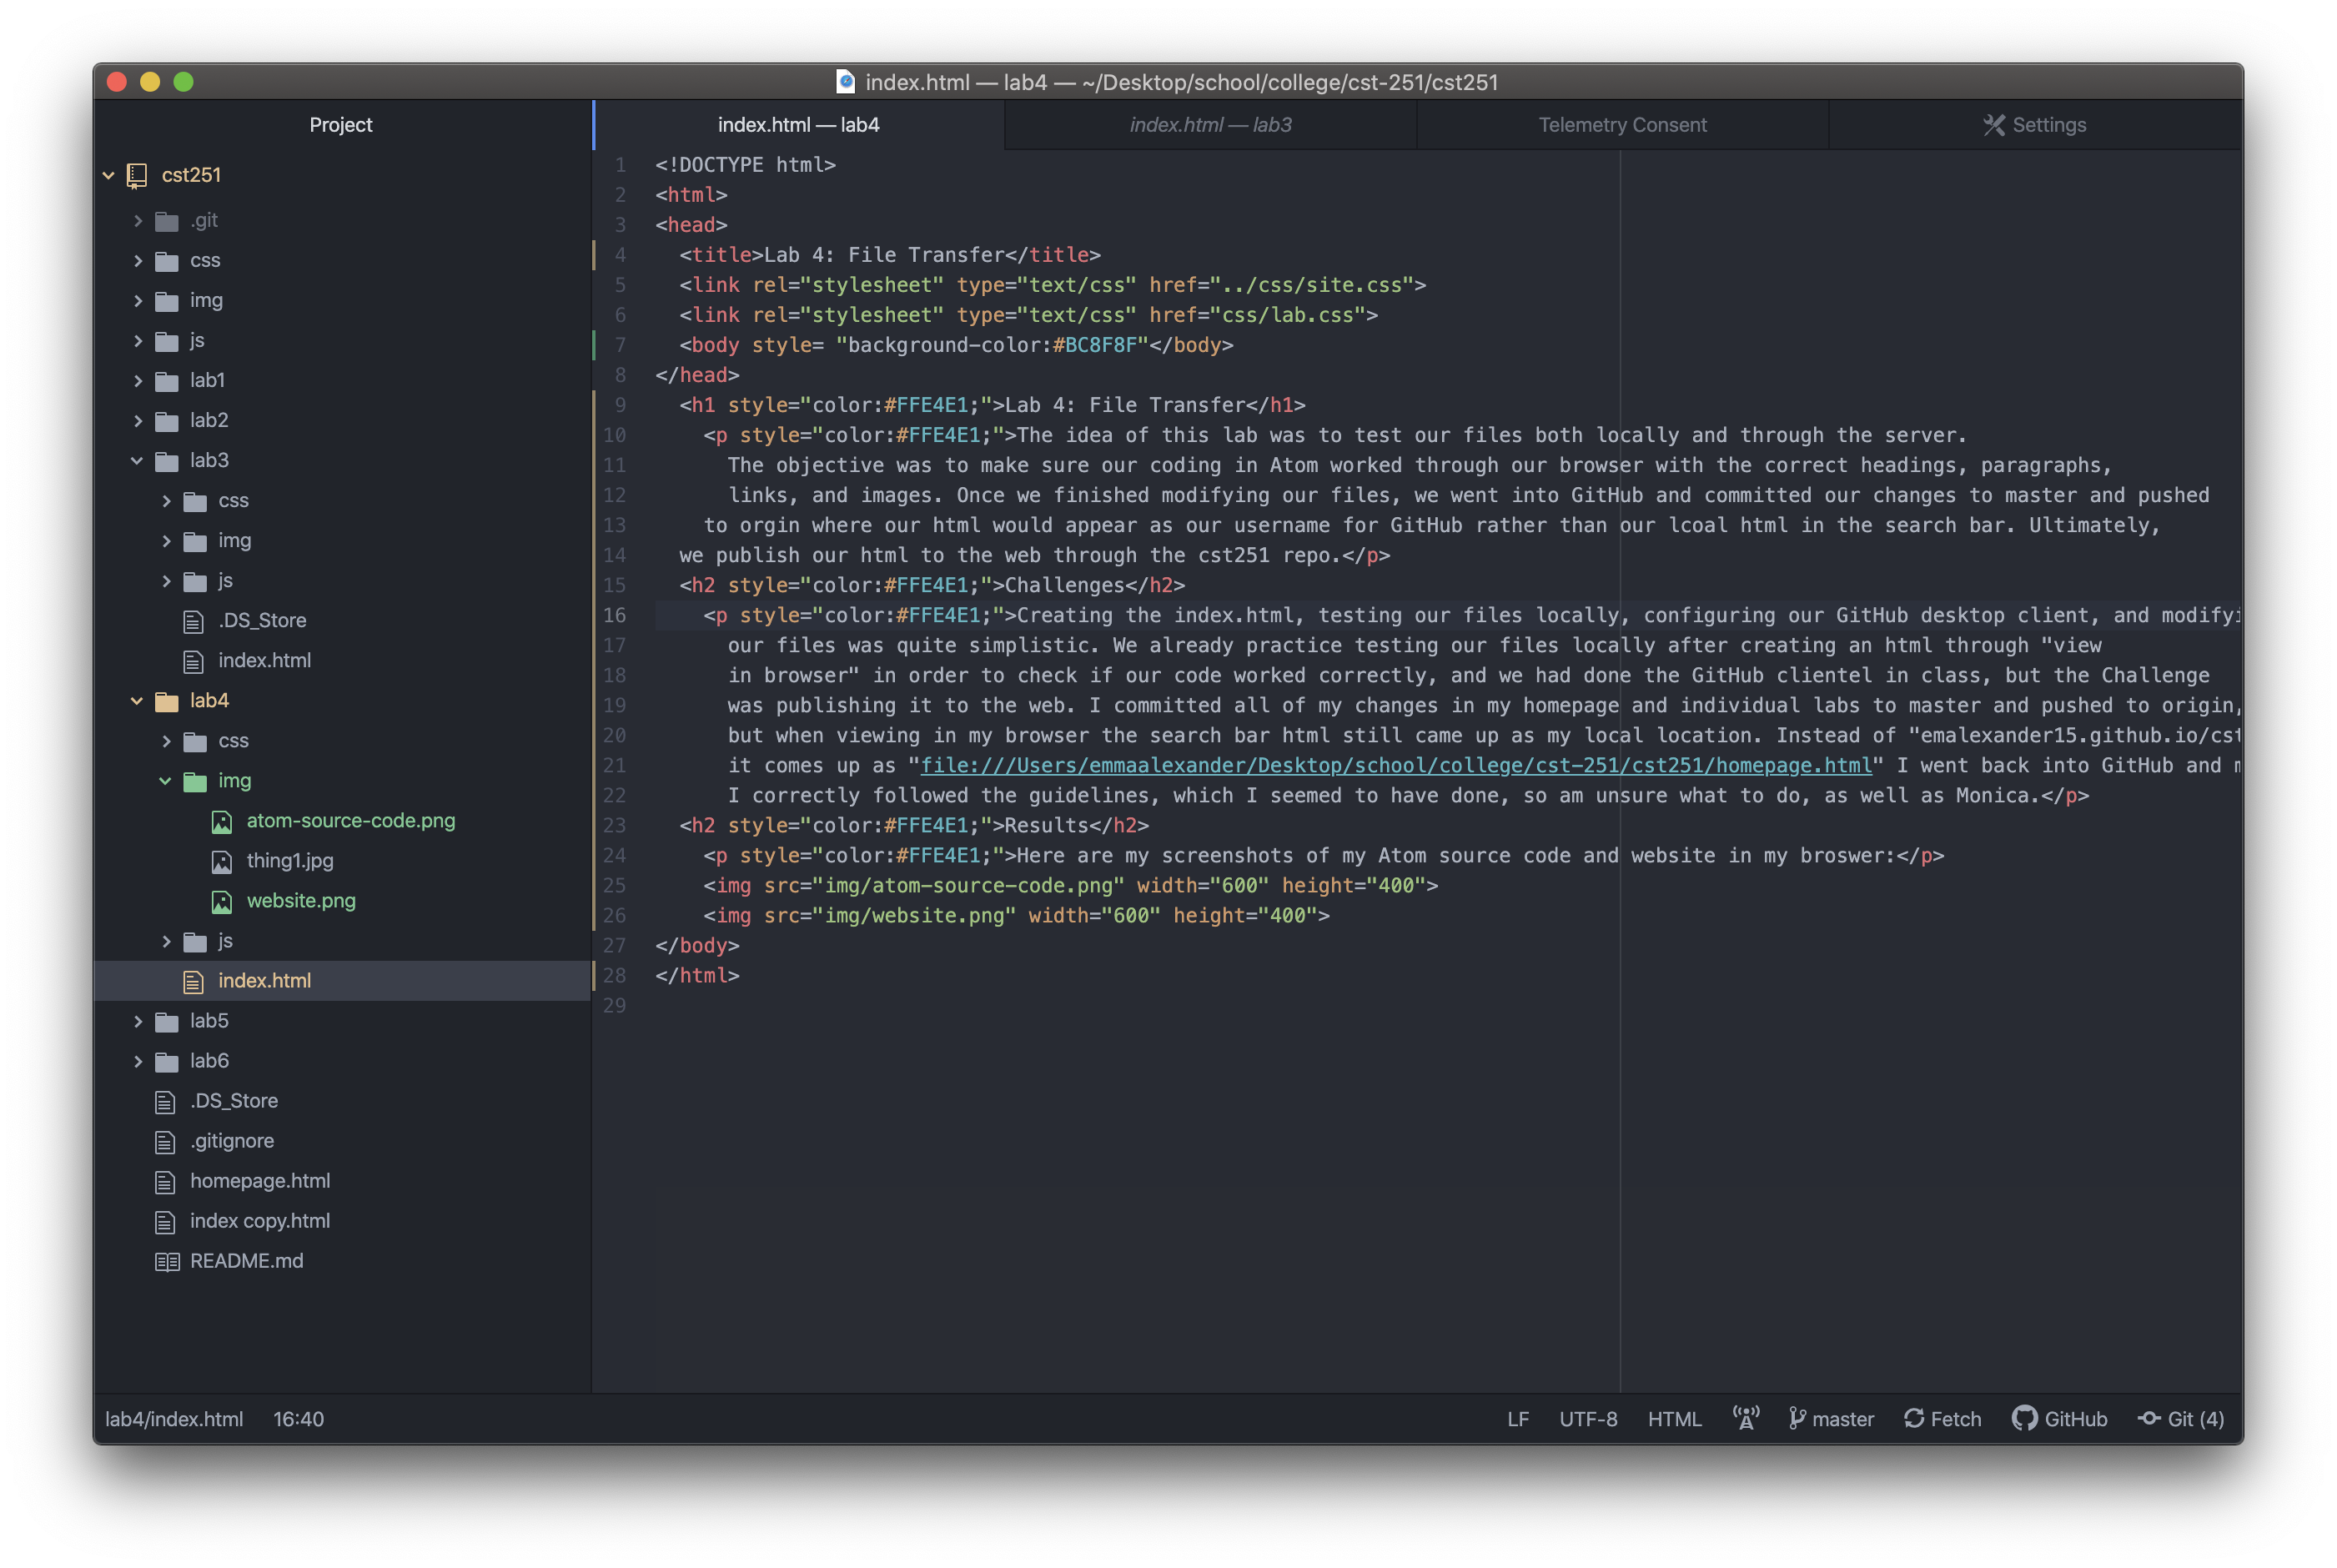 index.html — lab4 — ~/Desktop/school/college/cst-251/cst251
Project
index.html — lab4
index.html — lab3
Telemetry Consent
Settings
cst251
.git
css
img
js
lab1
lab2
lab3
css
img
js
.DS_Store
index.html
lab4
css
img
atom-source-code.png
thing1.jpg
website.png
js
index.html
lab5
lab6
.DS_Store
.gitignore
homepage.html
index copy.html
README.md
1 <!DOCTYPE html>
2 <html>
3 <head>
4 <title>Lab 4: File Transfer</title>
5 <link rel="stylesheet" type="text/css" href="../css/site.css">
6 <link rel="stylesheet" type="text/css" href="css/lab.css">
7 <body style= "background-color:#BC8F8F"</body>
8 </head>
9 <h1 style="color:#FFE4E1;">Lab 4: File Transfer</h1>
10 <p style="color:#FFE4E1;">The idea of this lab was to test our files both locally and through the server.
11 The objective was to make sure our coding in Atom worked through our browser with the correct headings, paragraphs,
12 links, and images. Once we finished modifying our files, we went into GitHub and committed our changes to master and pushed
13 to orgin where our html would appear as our username for GitHub rather than our lcoal html in the search bar. Ultimately,
14 we publish our html to the web through the cst251 repo.</p>
15 <h2 style="color:#FFE4E1;">Challenges</h2>
16 <p style="color:#FFE4E1;">Creating the index.html, testing our files locally, configuring our GitHub desktop client, and modifyi
17 our files was quite simplistic. We already practice testing our files locally after creating an html through "view
18 in browser" in order to check if our code worked correctly, and we had done the GitHub clientel in class, but the Challenge
19 was publishing it to the web. I committed all of my changes in my homepage and individual labs to master and pushed to origin,
20 but when viewing in my browser the search bar html still came up as my local location. Instead of "emalexander15.github.io/cst
21 it comes up as "file:///Users/emmaalexander/Desktop/school/college/cst-251/cst251/homepage.html" I went back into GitHub and m
22 I correctly followed the guidelines, which I seemed to have done, so am unsure what to do, as well as Monica.</p>
23 <h2 style="color:#FFE4E1;">Results</h2>
24 <p style="color:#FFE4E1;">Here are my screenshots of my Atom source code and website in my broswer:</p>
25 <img src="img/atom-source-code.png" width="600" height="400">
26 <img src="img/website.png" width="600" height="400">
27 </body>
28 </html>
29
lab4/index.html 16:40
LF UTF-8 HTML master Fetch GitHub Git (4)